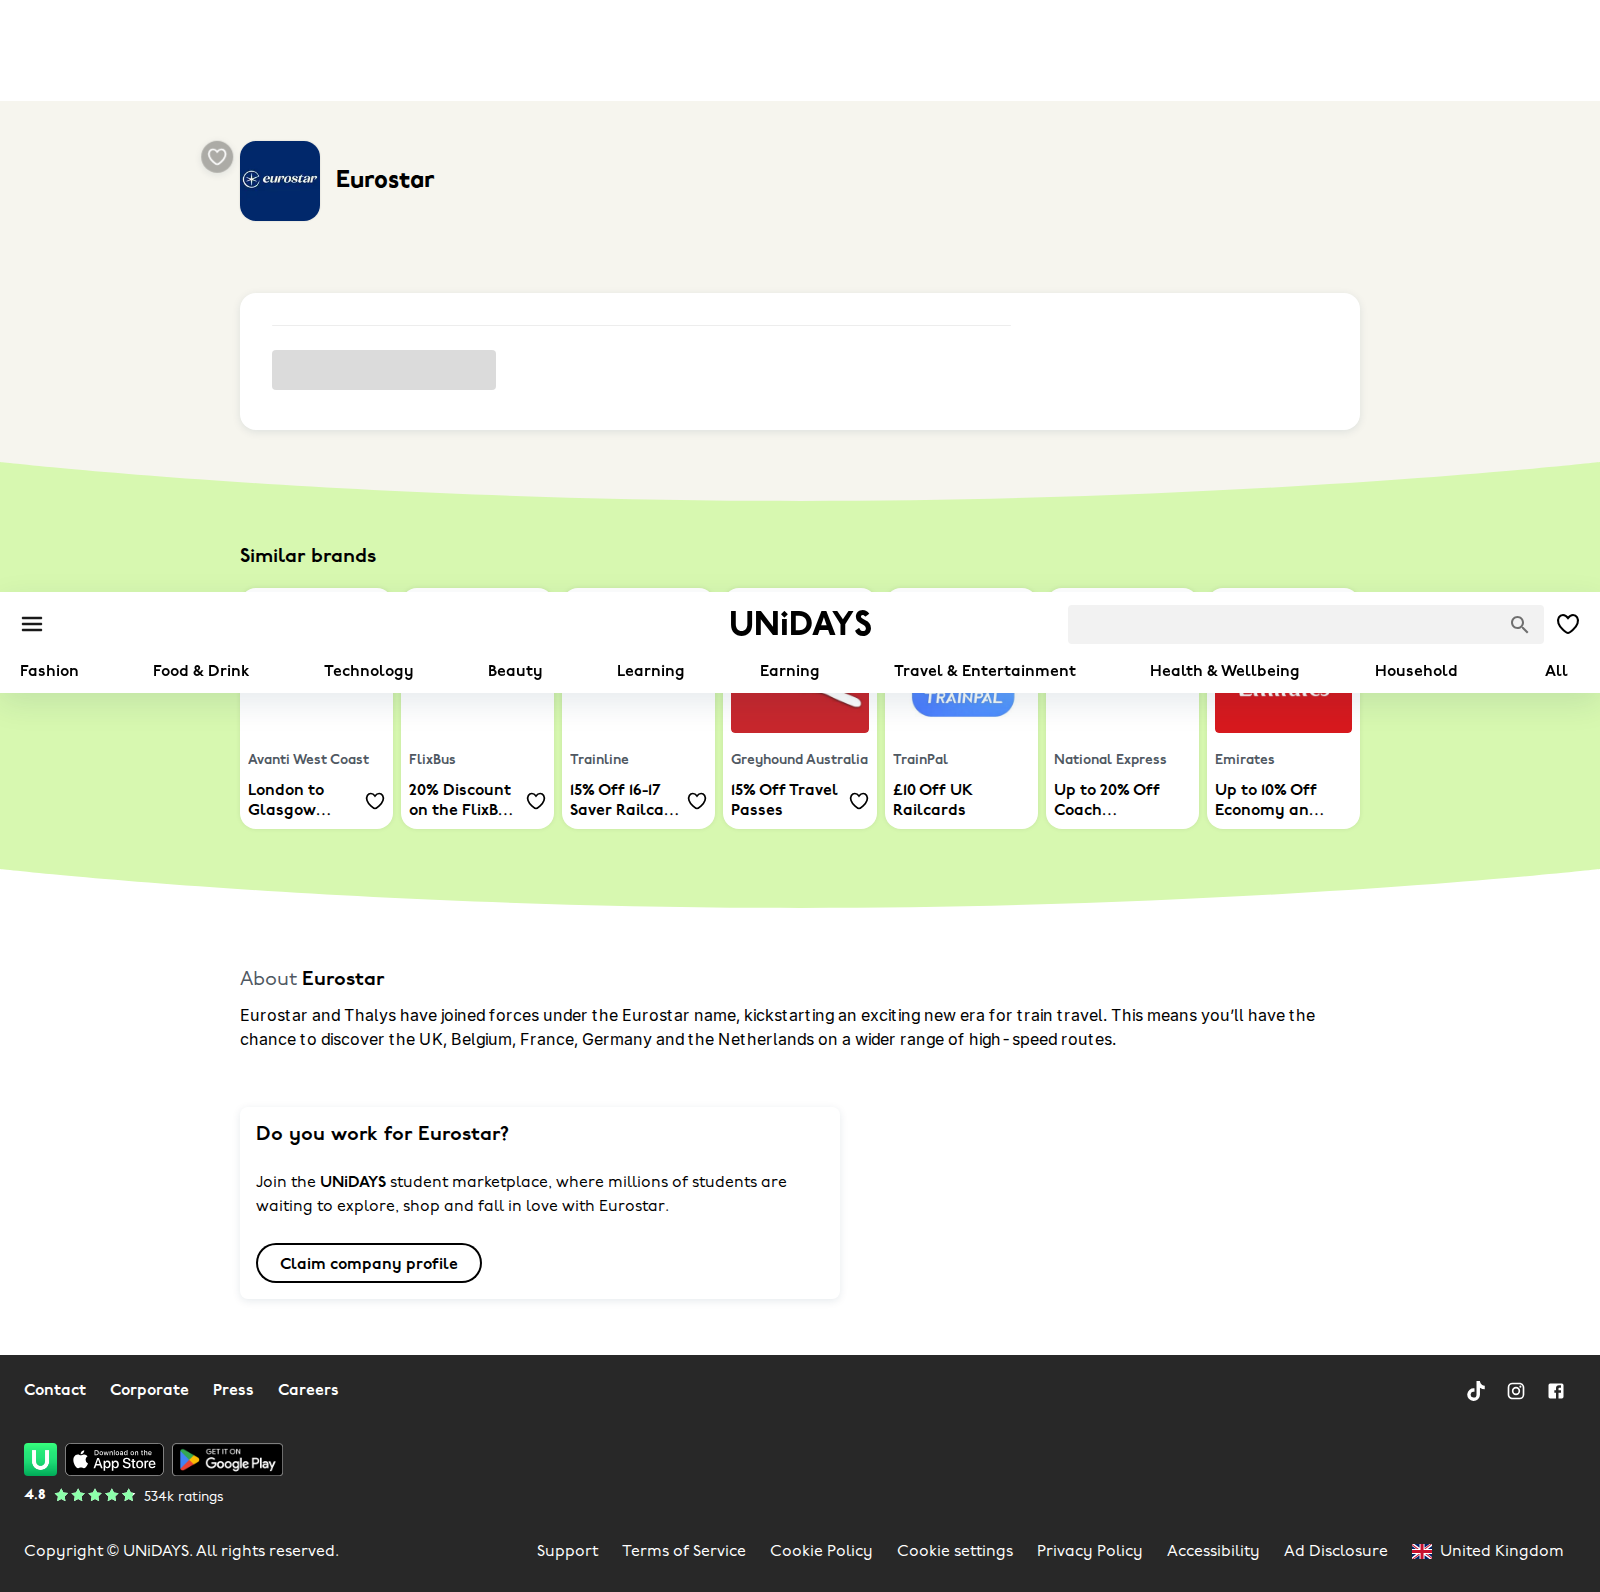 eurostar
Eurostar
Similar brands
UNiDAYS
Fashion Food & Drink Technology Beauty Learning Earning Travel & Entertainment Health & Wellbeing Household All
TRAINPAL
Emirates
Avanti West Coast FlixBus Trainline Greyhound Australia TrainPal National Express Emirates
London to 20% Discount 15% Off 16-17 15% Off Travel £10 Off UK Up to 20% Off Up to 10% Off
Glasgow... on the FlixB... Saver Railca... Passes Railcards Coach... Economy an...
About Eurostar
Eurostar and Thalys have joined forces under the Eurostar name, kickstarting an exciting new era for train travel. This means you’ll have the
chance to discover the UK, Belgium, France, Germany and the Netherlands on a wider range of high-speed routes.
Do you work for Eurostar?
Join the UNiDAYS student marketplace, where millions of students are
waiting to explore, shop and fall in love with Eurostar.
Claim company profile
Contact Corporate Press Careers
U Download on the App Store GET IT ON Google Play
4.8 534k ratings
Copyright © UNiDAYS. All rights reserved. Support Terms of Service Cookie Policy Cookie settings Privacy Policy Accessibility Ad Disclosure United Kingdom